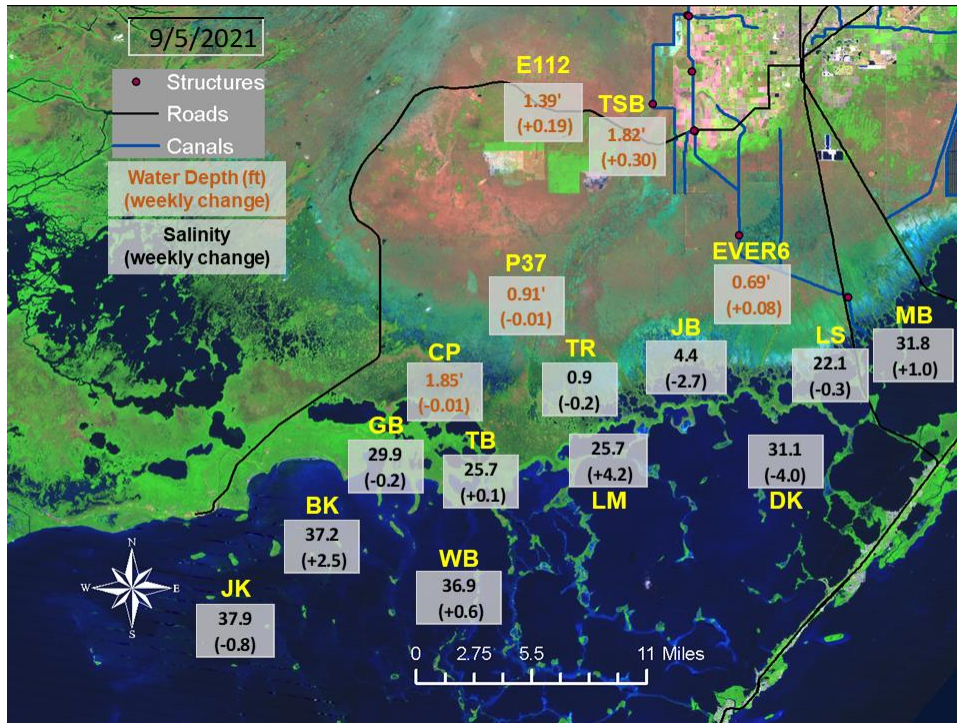 9/5/2021
Structures
Roads
Canals
Water Depth (ft)
(weekly change)
Salinity
(weekly change)
E112
1.39'
(+0.19)
TSB
1.82'
(+0.30)
P37
0.91'
(-0.01)
EVER6
0.69'
(+0.08)
CP
1.85'
(-0.01)
TR
0.9
(-0.2)
JB
4.4
(-2.7)
LS
22.1
(-0.3)
MB
31.8
(+1.0)
GB
29.9
(-0.2)
TB
25.7
(+0.1)
25.7
(+4.2)
LM
31.1
(-4.0)
DK
BK
37.2
(+2.5)
WB
36.9
(+0.6)
JK
37.9
(-0.8)
N
W E
S
0 2.75 5.5 11 Miles